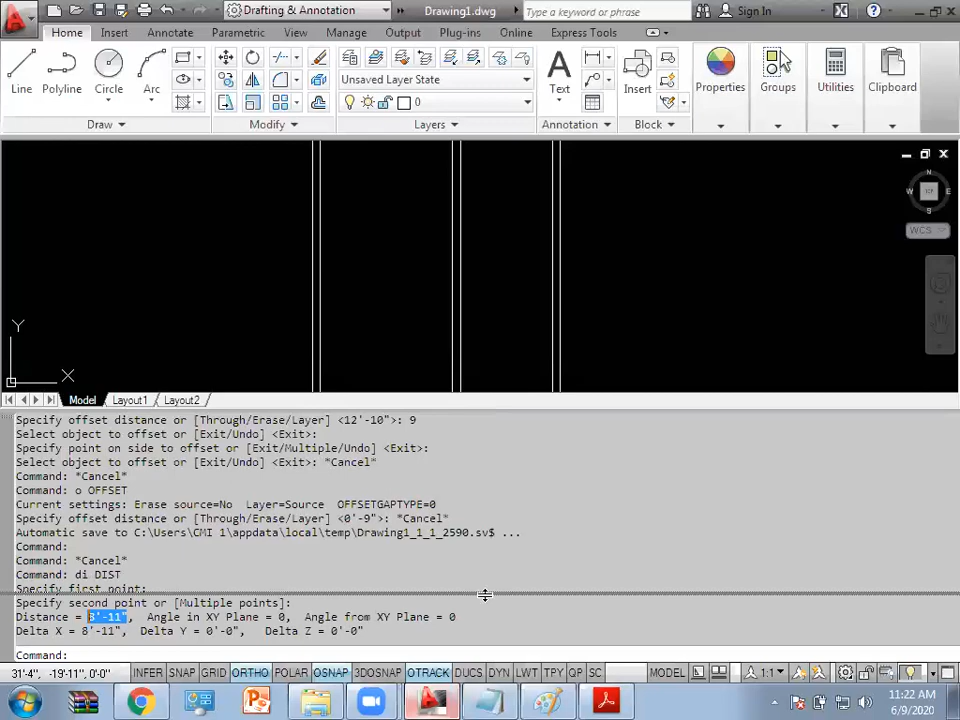 Drafting & Annotation
Drawing1.dwg
Type a keyword or phrase
Sign In
Home Insert Annotate Parametric View Manage Output Plug-ins Online Express Tools
Unsaved Layer State
0
Line Polyline Circle Arc Text Insert Properties Groups Utilities Clipboard
Draw Modify Layers Annotation Block
N
W TOP E
S
WCS
Y
X
Model Layout1 Layout2
Specify offset distance or [Through/Erase/Layer] <12'-10">: 9
Select object to offset or [Exit/Undo] <Exit>:
Specify point on side to offset or [Exit/Multiple/Undo] <Exit>:
Select object to offset or [Exit/Undo] <Exit>: *Cancel*
Command: *Cancel*
Command: o OFFSET
Current settings: Erase source=No Layer=Source OFFSETGAPTYPE=0
Specify offset distance or [Through/Erase/Layer] <0'-9">: *Cancel*
Automatic save to C:\Users\CMI 1\appdata\local\temp\Drawing1_1_1_2590.sv$ ...
Command:
Command: *Cancel*
Command: di DIST
Specify first point:
Specify second point or [Multiple points]:
Distance = 8'-11", Angle in XY Plane = 0, Angle from XY Plane = 0
Delta X = 8'-11", Delta Y = 0'-0", Delta Z = 0'-0"
Command:
31'-4", -19'-11", 0'-0" INFER SNAP GRID ORTHO POLAR OSNAP 3DOSNAP OTRACK DUCS DYN LWT TPY QP SC MODEL 1:1
11:22 AM
6/9/2020